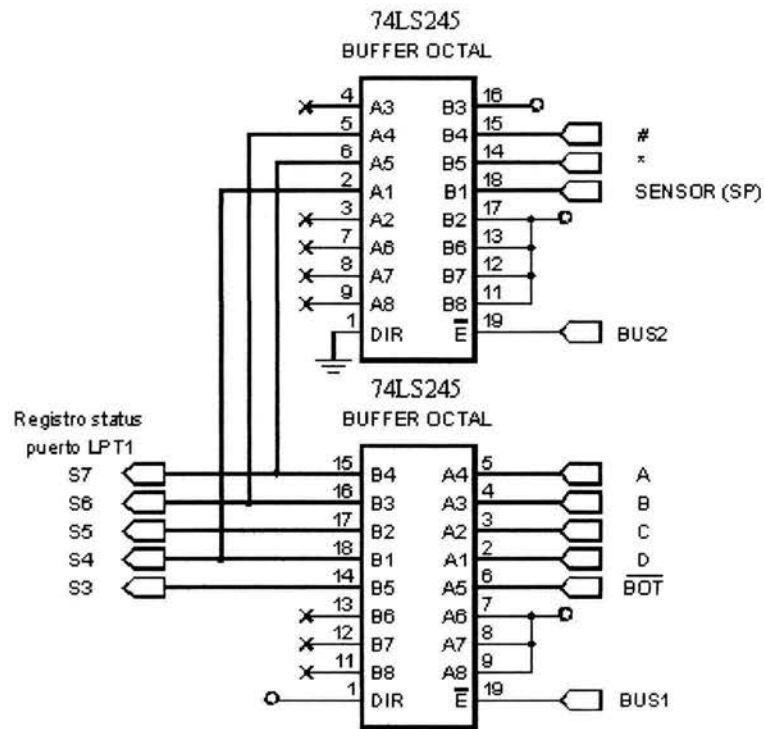 74LS245
BUFFER OCTAL
4 A3 B3 16
5 A4 B4 15 #
6 A5 B5 14 *
2 A1 B1 18 SENSOR (SP)
3 A2 B2 17
7 A6 B6 13
8 A7 B7 12
9 A8 B8 11
1 DIR E 19 BUS2
74LS245
BUFFER OCTAL
Registro status
puerto LPT1
S7 15 B4 A4 5 A
S6 16 B3 A3 4 B
S5 17 B2 A2 3 C
S4 18 B1 A1 2 D
S3 14 B5 A5 6 BOT
13 B6 A6 7
12 B7 A7 8
11 B8 A8 9
1 DIR E 19 BUS1